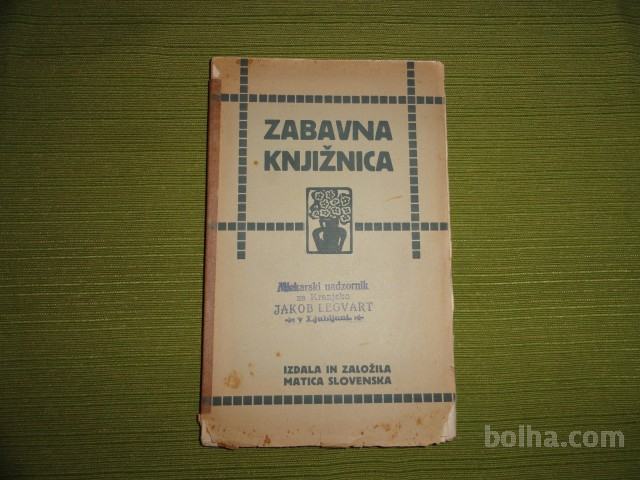 ZABAVNA
KNJIŽNICA
Mlekarski nadzornik
za Kranjsko
JAKOB LEGVART
v Ljubljani.
IZDALA IN ZALOŽILA
MATICA SLOVENSKA
bolha.com